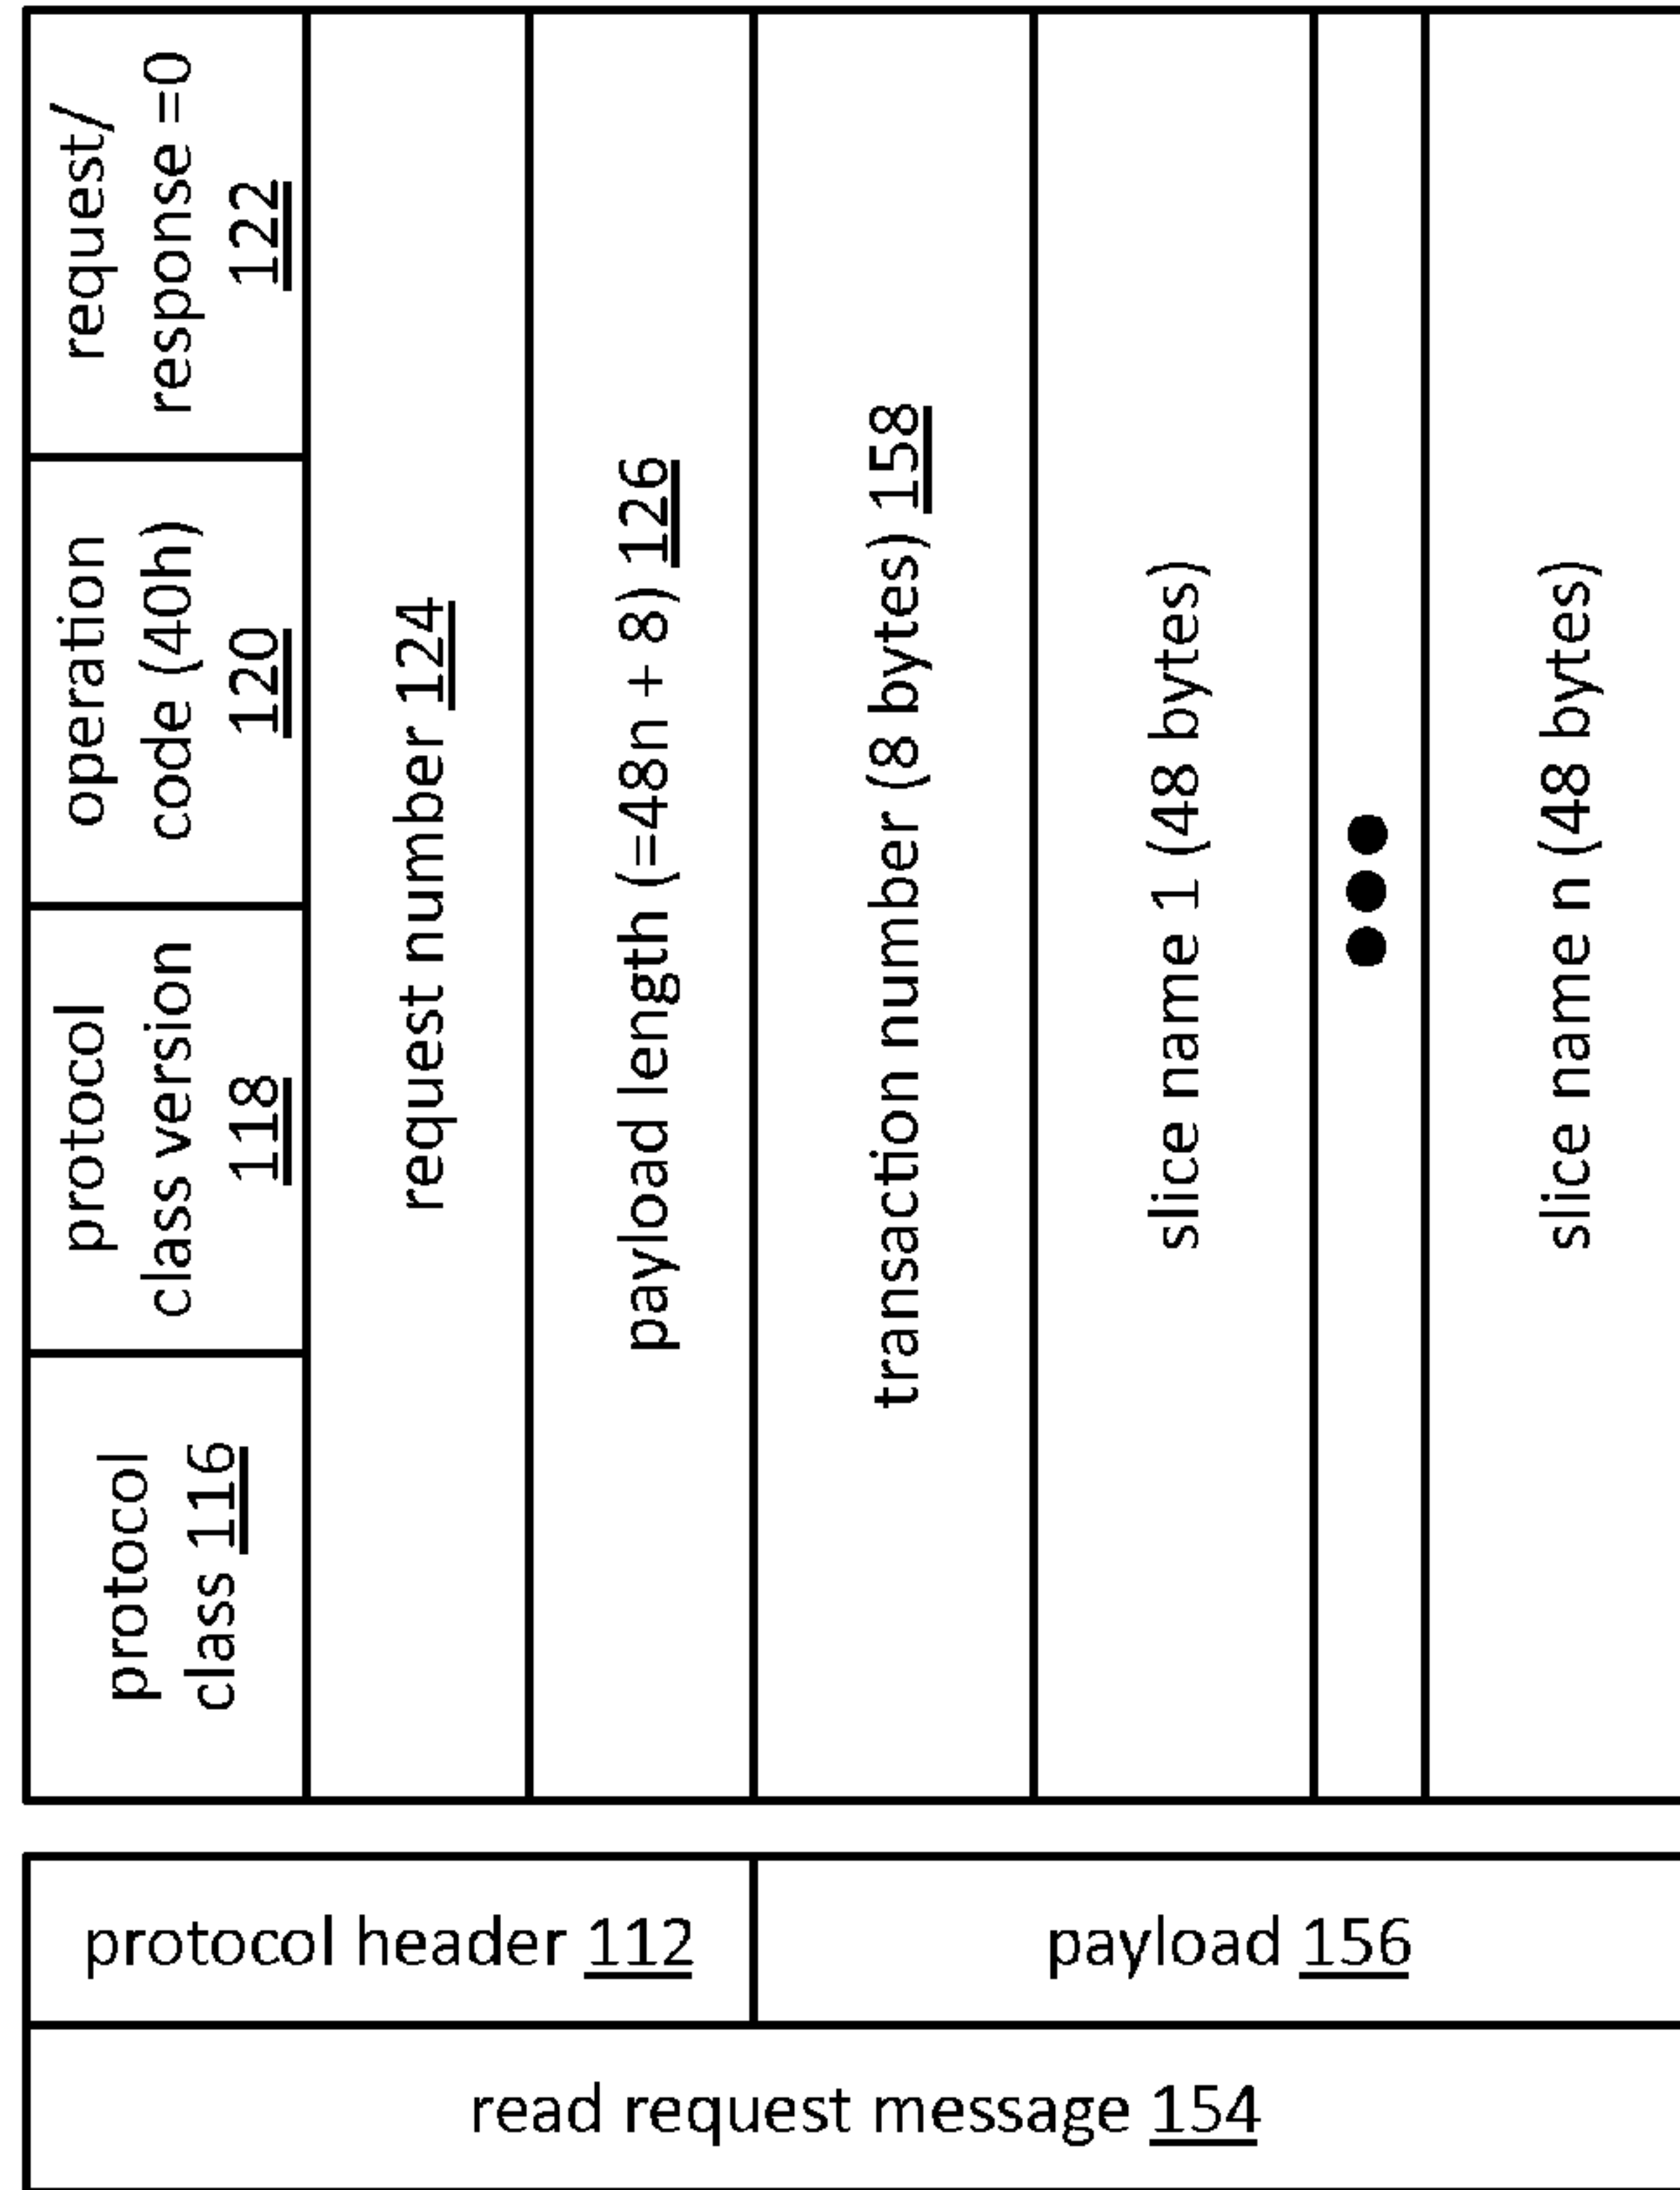 read request message 154
protocol header 112
payload 156
protocol
class 116
protocol
class version
118
operation
code (40h)
120
request/
response =0
122
request number 124
payload length (=48n + 8) 126
transaction number (8 bytes) 158
slice name 1 (48 bytes)
●●●
slice name n (48 bytes)